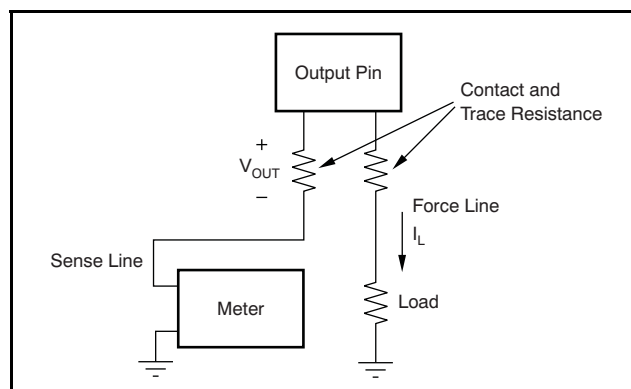 Output Pin
Contact and
Trace Resistance
+
V_OUT
−
Force Line
I_L
Sense Line
Meter
Load